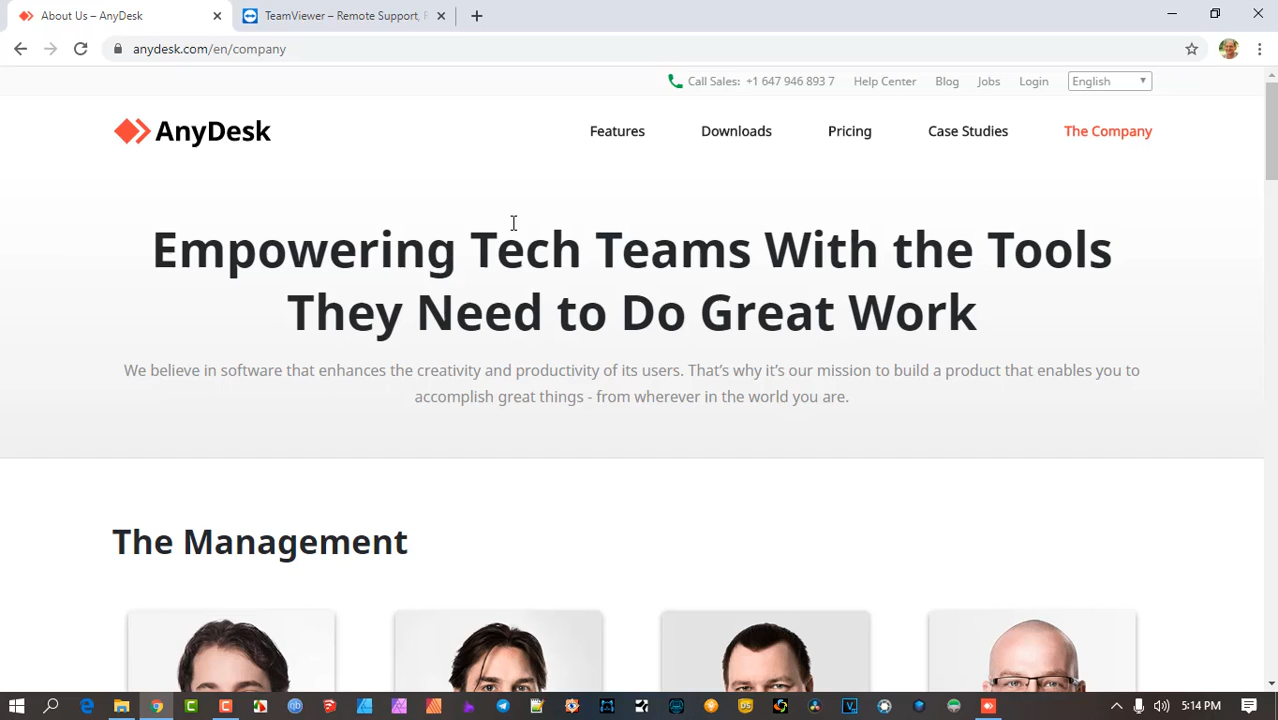 About Us – AnyDesk
TeamViewer – Remote Support,
anydesk.com/en/company
Call Sales: +1 647 946 893 7
Help Center
Blog
Jobs
Login
English
AnyDesk
Features
Downloads
Pricing
Case Studies
The Company
Empowering Tech Teams With the Tools
They Need to Do Great Work
We believe in software that enhances the creativity and productivity of its users. That's why it's our mission to build a product that enables you to
accomplish great things - from wherever in the world you are.
The Management
5:14 PM